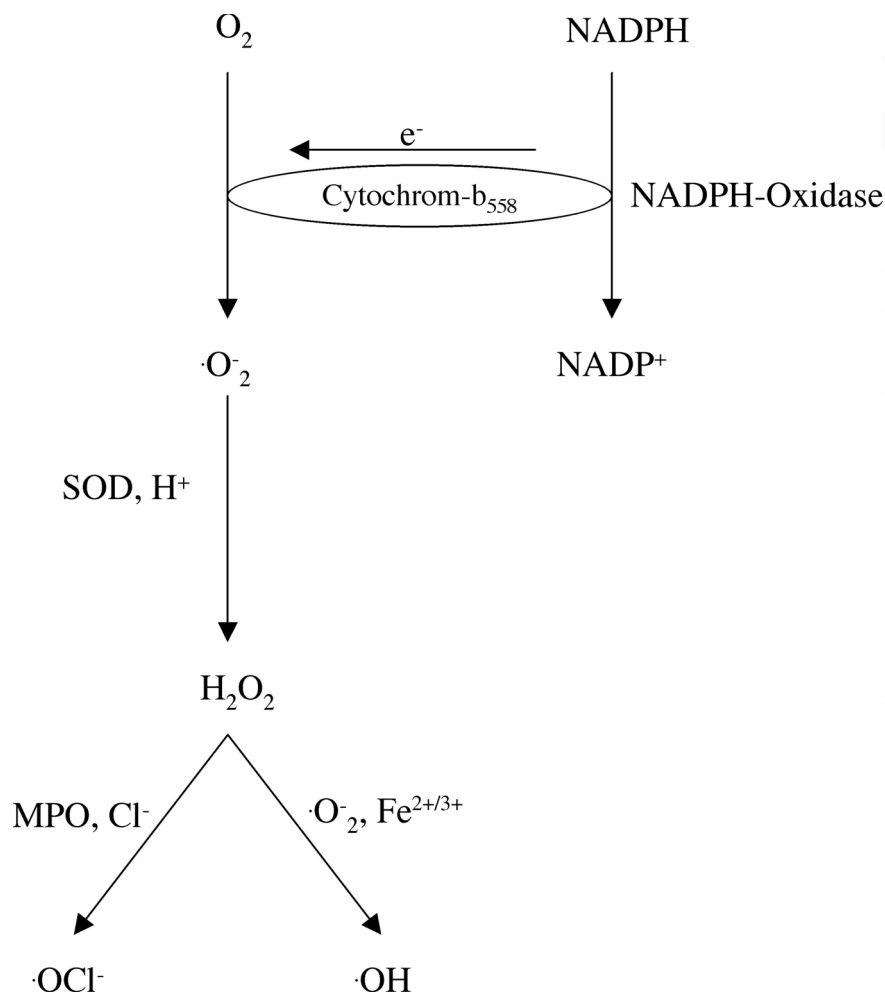 O₂ NADPH
e⁻
Cytochrom-b₅₅₈ NADPH-Oxidase
·O⁻₂ NADP⁺
SOD, H⁺
H₂O₂
MPO, Cl⁻ ·O⁻₂, Fe²⁺/³⁺
·OCl⁻ ·OH